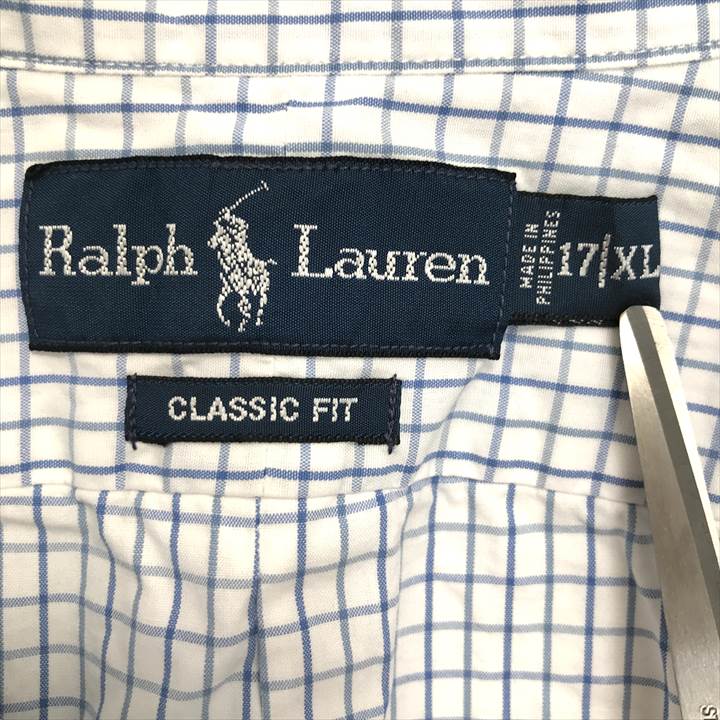 Ralph Lauren
MADE IN
PHILIPPINES
17/XL
CLASSIC FIT